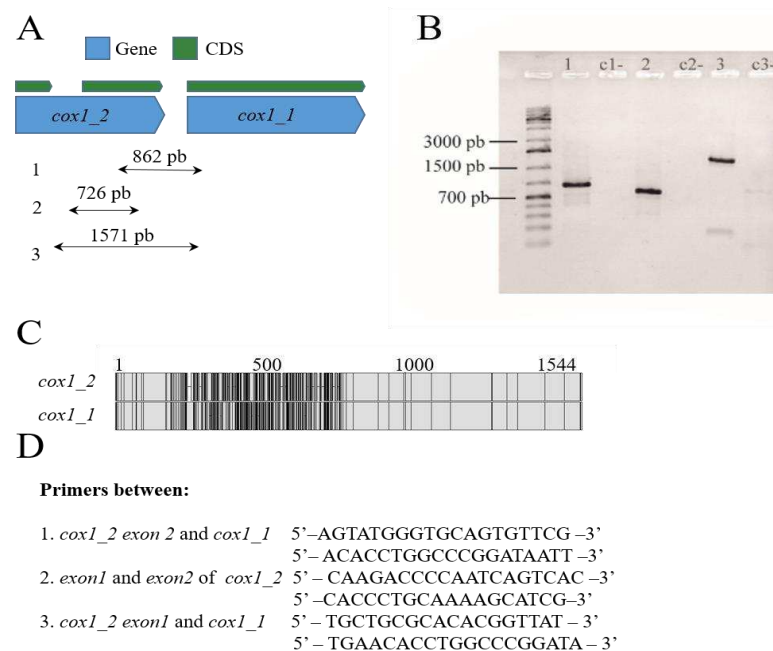 A
B
Gene
CDS
cox1_2
cox1_1
1
862 pb
2
726 pb
3
1571 pb
1 c1- 2 c2- 3 c3-
3000 pb
1500 pb
700 pb
C
1 500 1000 1544
cox1_2
cox1_1
D
Primers between:
1. cox1_2 exon 2 and cox1_1 5’–AGTATGGGTGCAGTGTTCG –3’
5’–ACACCTGGCCCGGATAATT –3’
2. exon1 and exon2 of cox1_2 5’ – CAAGACCCCAATCAGTCAC –3’
5’ –CACCCTGCAAAAGCATCG–3’
3. cox1_2 exon1 and cox1_1 5’ – TGCTGCGCACACGGTTAT – 3’
5’ – TGAACACCTGGCCCGGATA – 3’